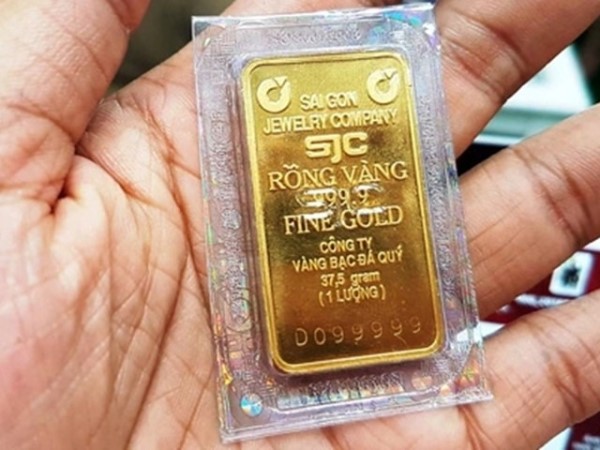 SAI GON
JEWELRY COMPANY
SJC
RỒNG VÀNG
999.9
FINE GOLD
CÔNG TY
VÀNG BẠC ĐÁ QUÝ
37,5 gram
(1 LƯỢNG)
D099999